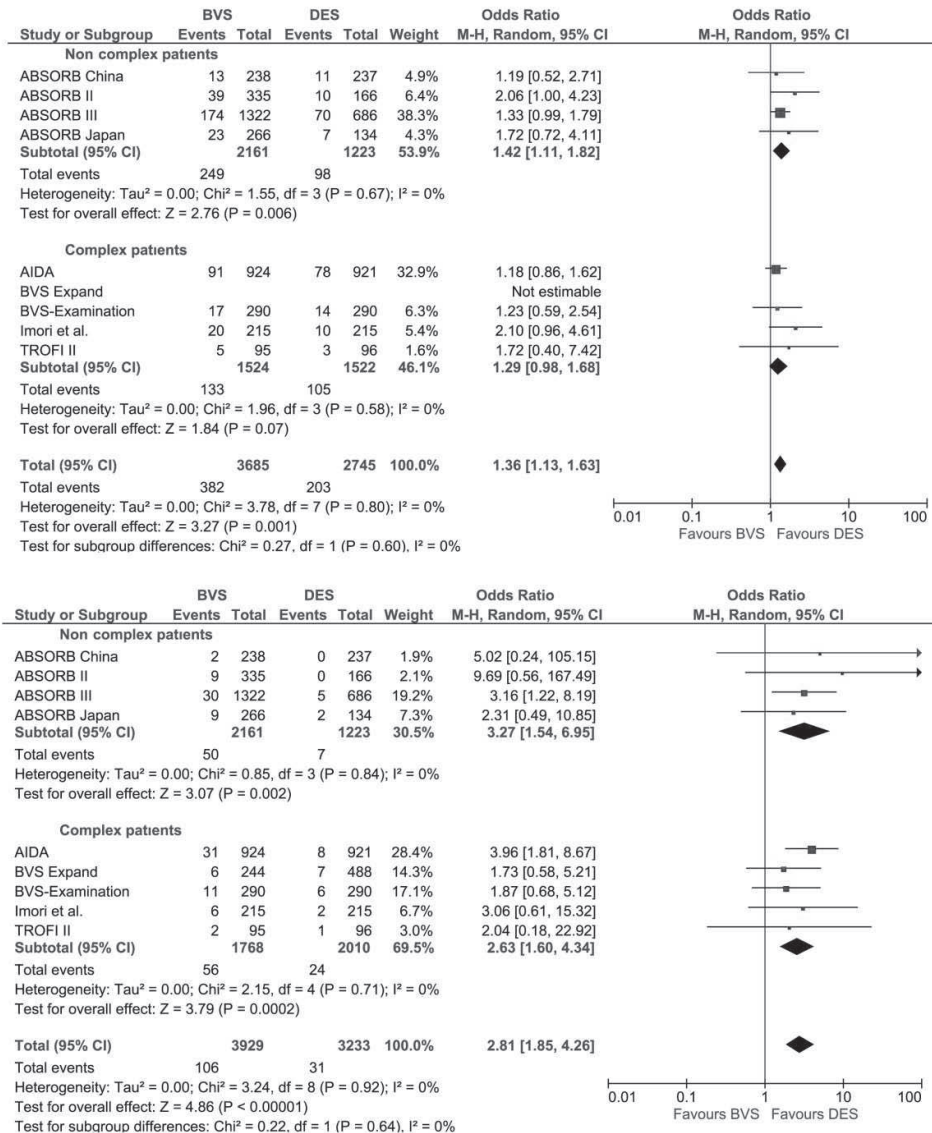 BVS DES Odds Ratio Odds Ratio
Study or Subgroup Events Total Events Total Weight M-H, Random, 95% CI M-H, Random, 95% CI
Non complex patients
ABSORB China 13 238 11 237 4.9% 1.19 [0.52, 2.71]
ABSORB II 39 335 10 166 6.4% 2.06 [1.00, 4.23]
ABSORB III 174 1322 70 686 38.3% 1.33 [0.99, 1.79]
ABSORB Japan 23 266 7 134 4.3% 1.72 [0.72, 4.11]
Subtotal (95% CI) 2161 1223 53.9% 1.42 [1.11, 1.82]
Total events 249 98
Heterogeneity: Tau² = 0.00; Chi² = 1.55, df = 3 (P = 0.67); I² = 0%
Test for overall effect: Z = 2.76 (P = 0.006)
Complex patients
AIDA 91 924 78 921 32.9% 1.18 [0.86, 1.62]
BVS Expand Not estimable
BVS-Examination 17 290 14 290 6.3% 1.23 [0.59, 2.54]
Imori et al. 20 215 10 215 5.4% 2.10 [0.96, 4.61]
TROFI II 5 95 3 96 1.6% 1.72 [0.40, 7.42]
Subtotal (95% CI) 1524 1522 46.1% 1.29 [0.98, 1.68]
Total events 133 105
Heterogeneity: Tau² = 0.00; Chi² = 1.96, df = 3 (P = 0.58); I² = 0%
Test for overall effect: Z = 1.84 (P = 0.07)
Total (95% CI) 3685 2745 100.0% 1.36 [1.13, 1.63]
Total events 382 203
Heterogeneity: Tau² = 0.00; Chi² = 3.78, df = 7 (P = 0.80); I² = 0%
Test for overall effect: Z = 3.27 (P = 0.001)
Test for subgroup differences: Chi² = 0.27, df = 1 (P = 0.60), I² = 0%
0.01 0.1 1 10 100
Favours BVS Favours DES
BVS DES Odds Ratio Odds Ratio
Study or Subgroup Events Total Events Total Weight M-H, Random, 95% CI M-H, Random, 95% CI
Non complex patients
ABSORB China 2 238 0 237 1.9% 5.02 [0.24, 105.15]
ABSORB II 9 335 0 166 2.1% 9.69 [0.56, 167.49]
ABSORB III 30 1322 5 686 19.2% 3.16 [1.22, 8.19]
ABSORB Japan 9 266 2 134 7.3% 2.31 [0.49, 10.85]
Subtotal (95% CI) 2161 1223 30.5% 3.27 [1.54, 6.95]
Total events 50 7
Heterogeneity: Tau² = 0.00; Chi² = 0.85, df = 3 (P = 0.84); I² = 0%
Test for overall effect: Z = 3.07 (P = 0.002)
Complex patients
AIDA 31 924 8 921 28.4% 3.96 [1.81, 8.67]
BVS Expand 6 244 7 488 14.3% 1.73 [0.58, 5.21]
BVS-Examination 11 290 6 290 17.1% 1.87 [0.68, 5.12]
Imori et al. 6 215 2 215 6.7% 3.06 [0.61, 15.32]
TROFI II 2 95 1 96 3.0% 2.04 [0.18, 22.92]
Subtotal (95% CI) 1768 2010 69.5% 2.63 [1.60, 4.34]
Total events 56 24
Heterogeneity: Tau² = 0.00; Chi² = 2.15, df = 4 (P = 0.71); I² = 0%
Test for overall effect: Z = 3.79 (P = 0.0002)
Total (95% CI) 3929 3233 100.0% 2.81 [1.85, 4.26]
Total events 106 31
Heterogeneity: Tau² = 0.00; Chi² = 3.24, df = 8 (P = 0.92); I² = 0%
Test for overall effect: Z = 4.86 (P < 0.00001)
Test for subgroup differences: Chi² = 0.22, df = 1 (P = 0.64), I² = 0%
0.01 0.1 1 10 100
Favours BVS Favours DES